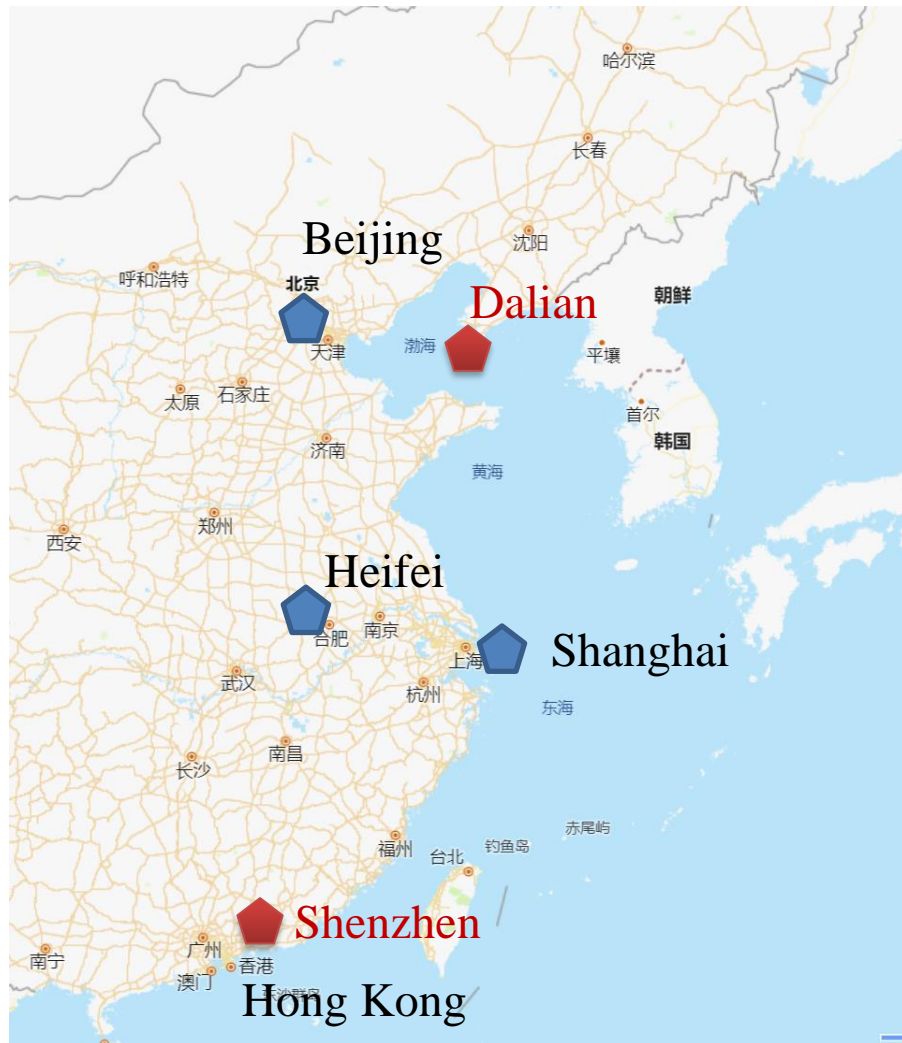 哈尔滨
长春
Beijing
沈阳
呼和浩特
北京
Dalian
朝鲜
天津
渤海
平壤
太原
石家庄
首尔
韩国
济南
黄海
郑州
西安
Heifei
合肥
南京
上海
Shanghai
武汉
杭州
东海
南昌
长沙
赤尾屿
福州
台北
钓鱼岛
Shenzhen
广州
南宁
香港
澳门
Hong Kong